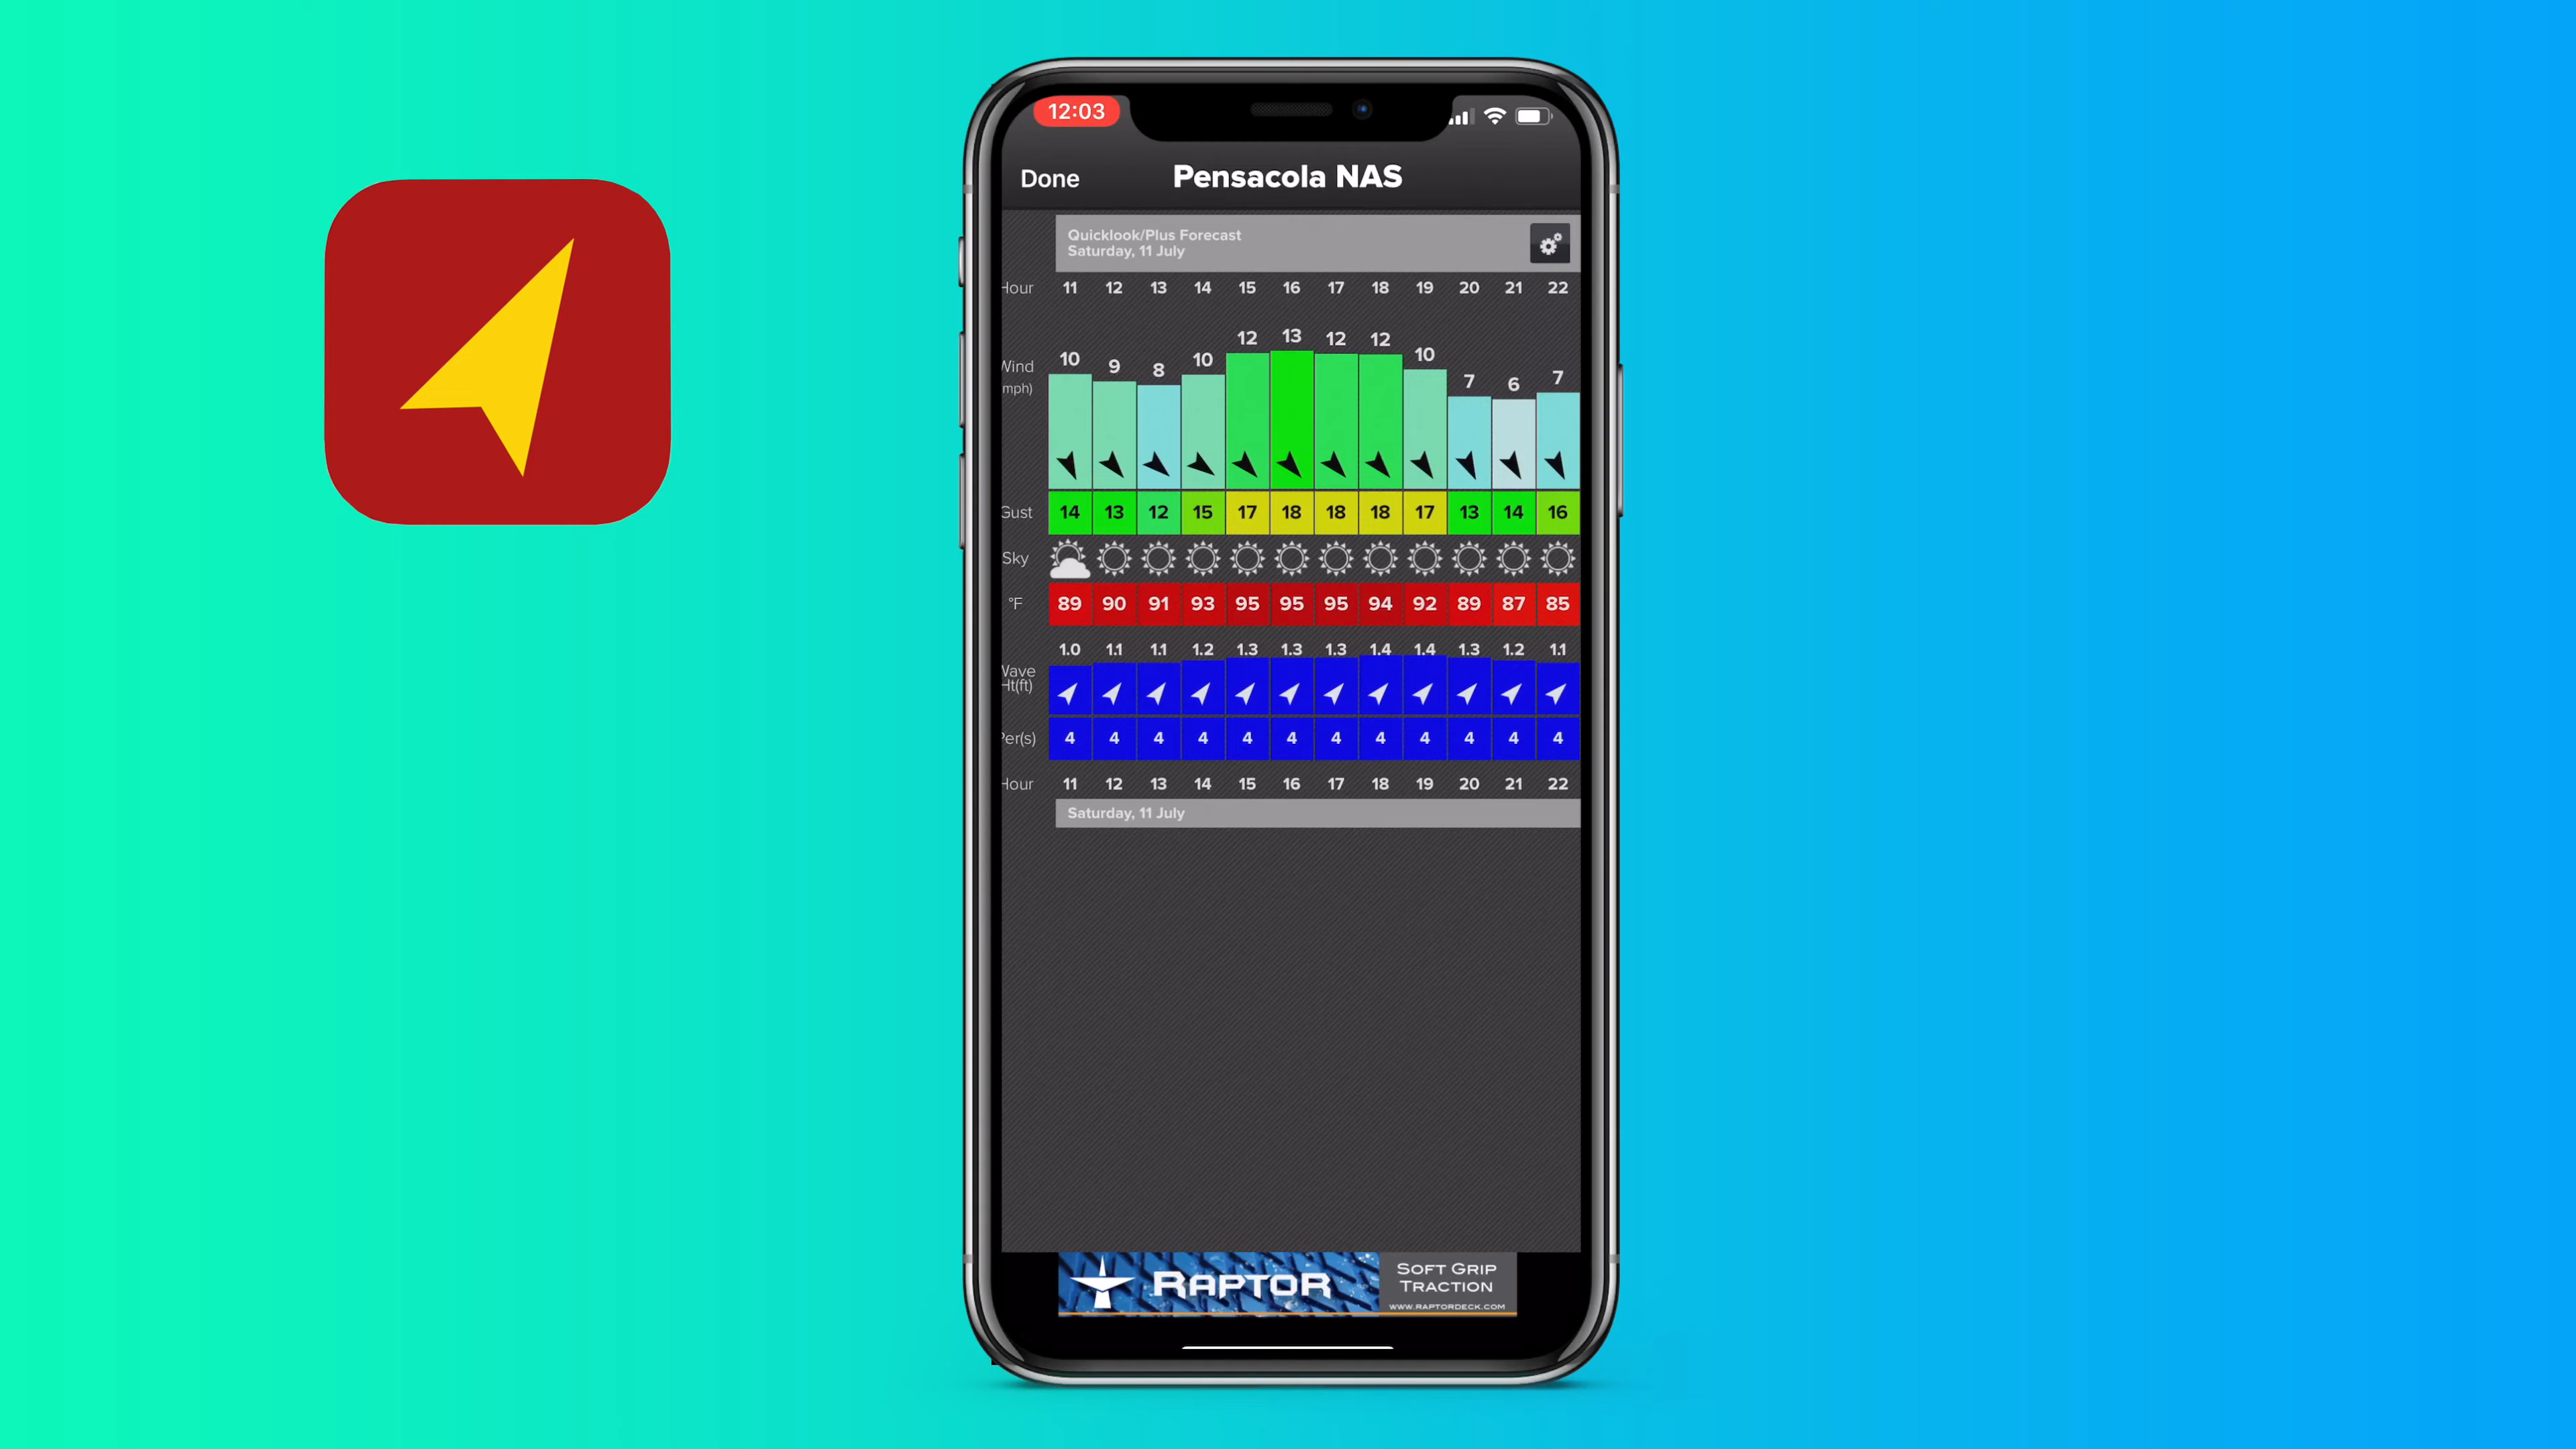 12:03
Done
Pensacola NAS
Quicklook/Plus Forecast
Saturday, 11 July
Hour 11 12 13 14 15 16 17 18 19 20 21 22
Wind 10 9 8 10 12 13 12 12 10 7 6 7
mph)
Gust 14 13 12 15 17 18 18 18 17 13 14 16
Sky
°F 89 90 91 93 95 95 95 94 92 89 87 85
1.0 1.1 1.1 1.2 1.3 1.3 1.3 1.4 1.4 1.3 1.2 1.1
Wave
Ht(ft)
Per(s) 4 4 4 4 4 4 4 4 4 4 4 4
Hour 11 12 13 14 15 16 17 18 19 20 21 22
Saturday, 11 July
RAPTOR
SOFT GRIP
TRACTION
WWW.RAPTORDECK.COM